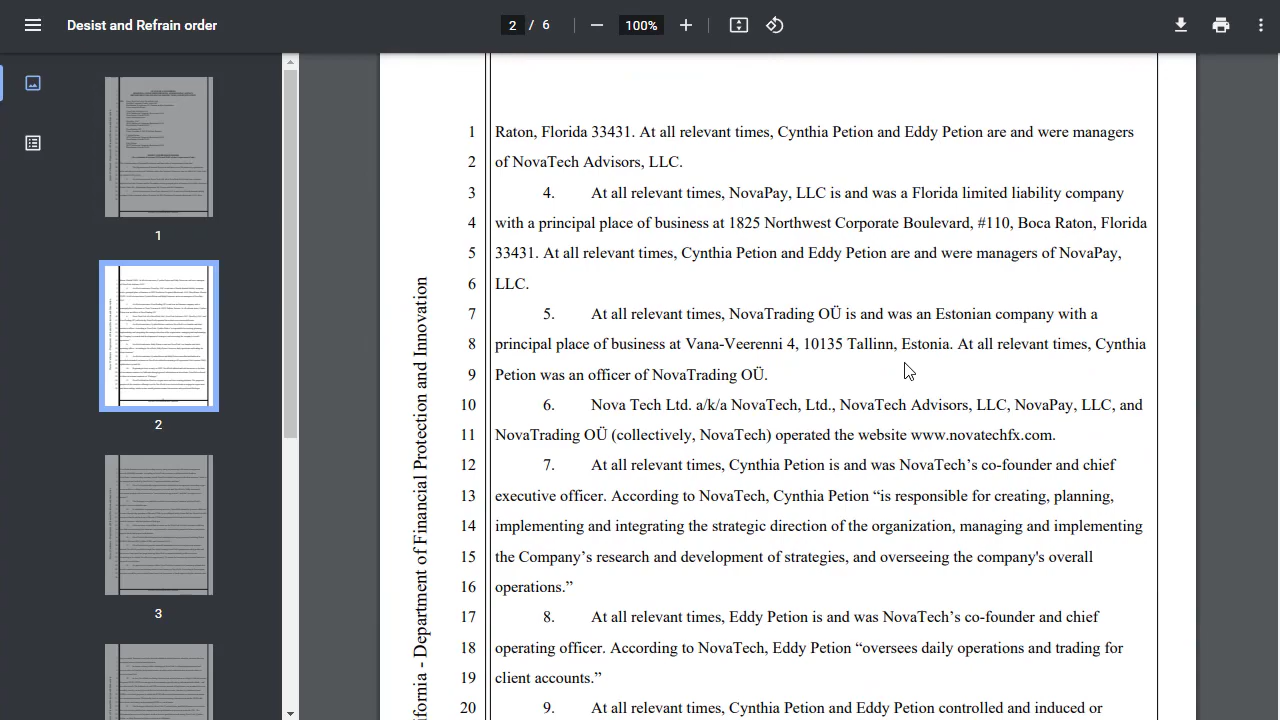 Desist and Refrain order
2 / 6
100%
1
2
3
ifornia - Department of Financial Protection and Innovation
1 Raton, Florida 33431. At all relevant times, Cynthia Petion and Eddy Petion are and were managers
2 of NovaTech Advisors, LLC.
3 4. At all relevant times, NovaPay, LLC is and was a Florida limited liability company
4 with a principal place of business at 1825 Northwest Corporate Boulevard, #110, Boca Raton, Florida
5 33431. At all relevant times, Cynthia Petion and Eddy Petion are and were managers of NovaPay,
6 LLC.
7 5. At all relevant times, NovaTrading OÜ is and was an Estonian company with a
8 principal place of business at Vana-Veerenni 4, 10135 Tallinn, Estonia. At all relevant times, Cynthia
9 Petion was an officer of NovaTrading OÜ.
10 6. Nova Tech Ltd. a/k/a NovaTech, Ltd., NovaTech Advisors, LLC, NovaPay, LLC, and
11 NovaTrading OÜ (collectively, NovaTech) operated the website www.novatechfx.com.
12 7. At all relevant times, Cynthia Petion is and was NovaTech’s co-founder and chief
13 executive officer. According to NovaTech, Cynthia Petion “is responsible for creating, planning,
14 implementing and integrating the strategic direction of the organization, managing and implementing
15 the Company’s research and development of strategies, and overseeing the company's overall
16 operations.”
17 8. At all relevant times, Eddy Petion is and was NovaTech’s co-founder and chief
18 operating officer. According to NovaTech, Eddy Petion “oversees daily operations and trading for
19 client accounts.”
20 9. At all relevant times, Cynthia Petion and Eddy Petion controlled and induced or